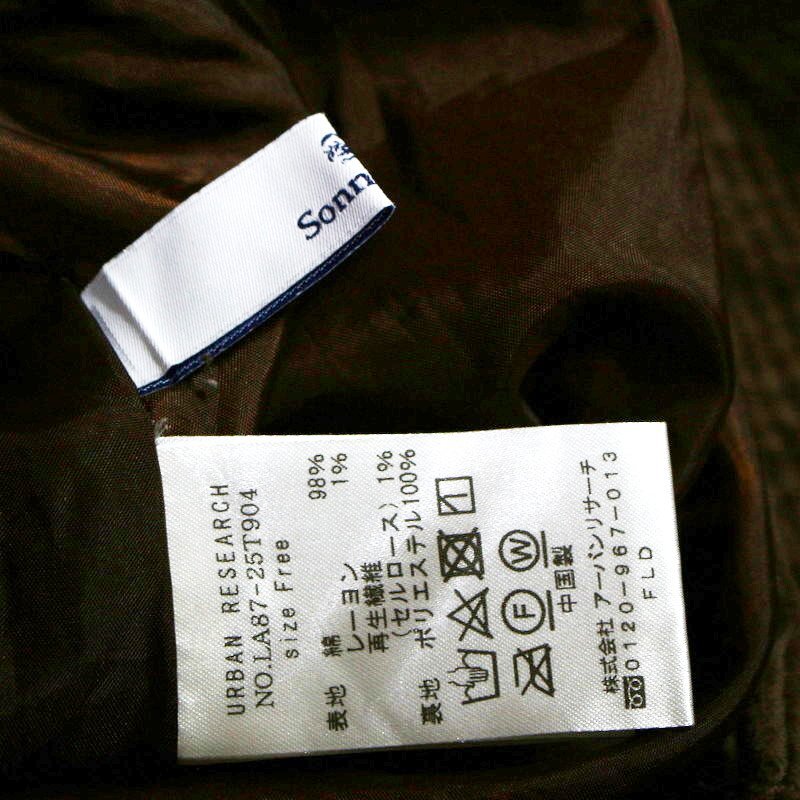 Sonn
URBAN RESEARCH
NO.LA87-25T904
size Free
表地 綿 98%
レーヨン 1%
再生繊維
(セルロース) 1%
裏地 ポリエステル100%
F W
中国製
株式会社 アーバンリサーチ
0120-967-013
FLD